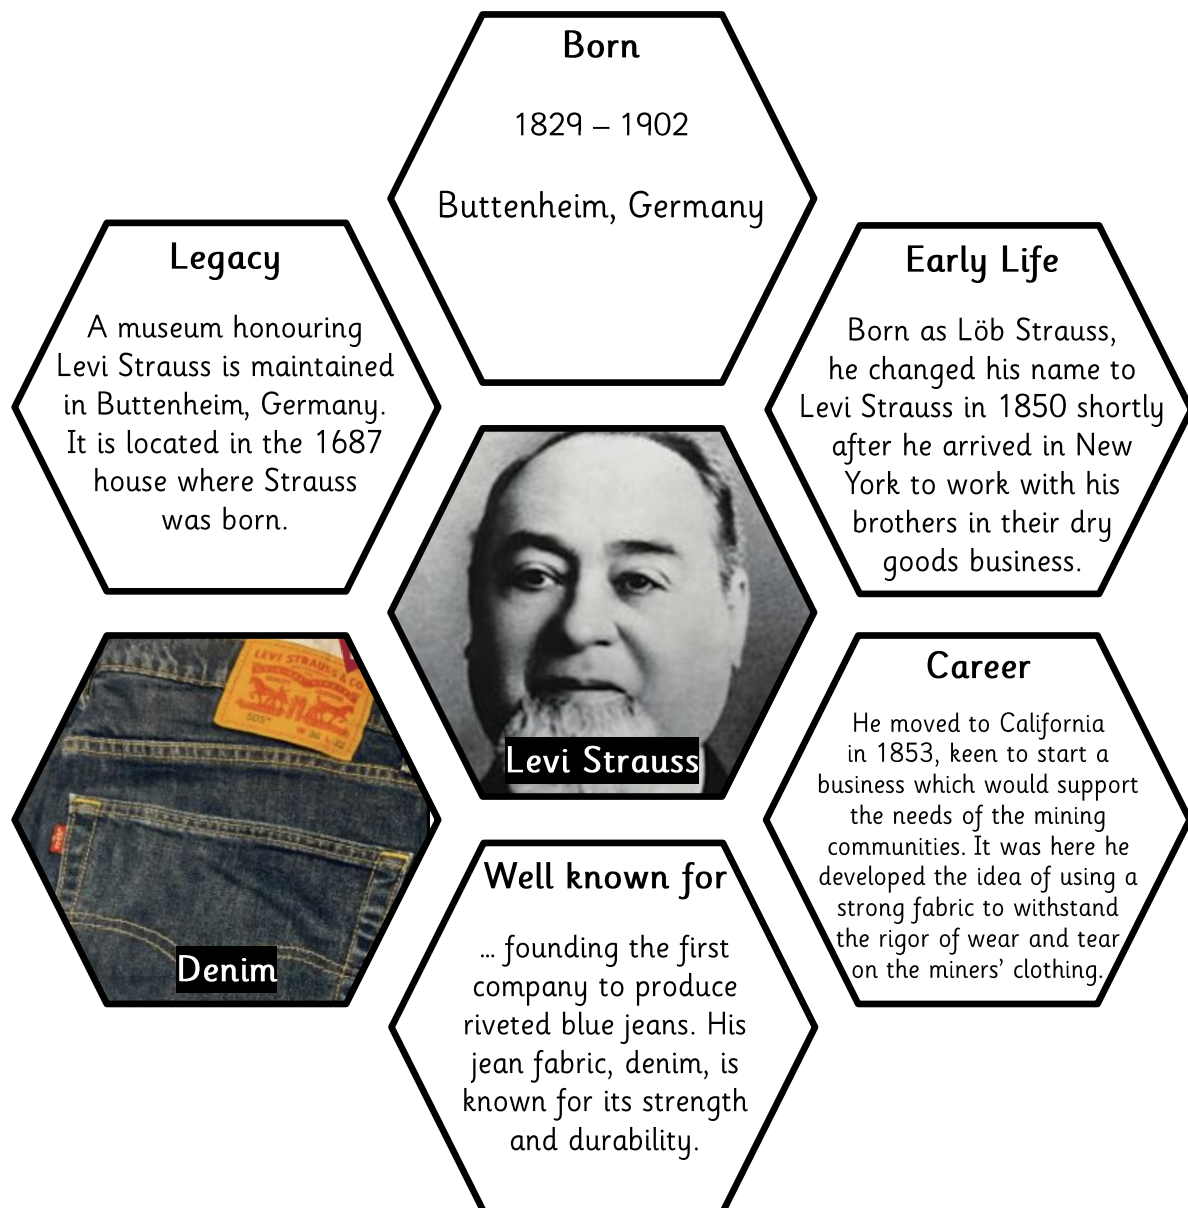 Born
1829 – 1902
Buttenheim, Germany
Legacy
A museum honouring
Levi Strauss is maintained
in Buttenheim, Germany.
It is located in the 1687
house where Strauss
was born.
Early Life
Born as Löb Strauss,
he changed his name to
Levi Strauss in 1850 shortly
after he arrived in New
York to work with his
brothers in their dry
goods business.
Levi Strauss
LEVI STRAUSS & CO
505™
W 36 L 32
Denim
Career
He moved to California
in 1853, keen to start a
business which would support
the needs of the mining
communities. It was here he
developed the idea of using a
strong fabric to withstand
the rigor of wear and tear
on the miners’ clothing.
Well known for
... founding the first
company to produce
riveted blue jeans. His
jean fabric, denim, is
known for its strength
and durability.